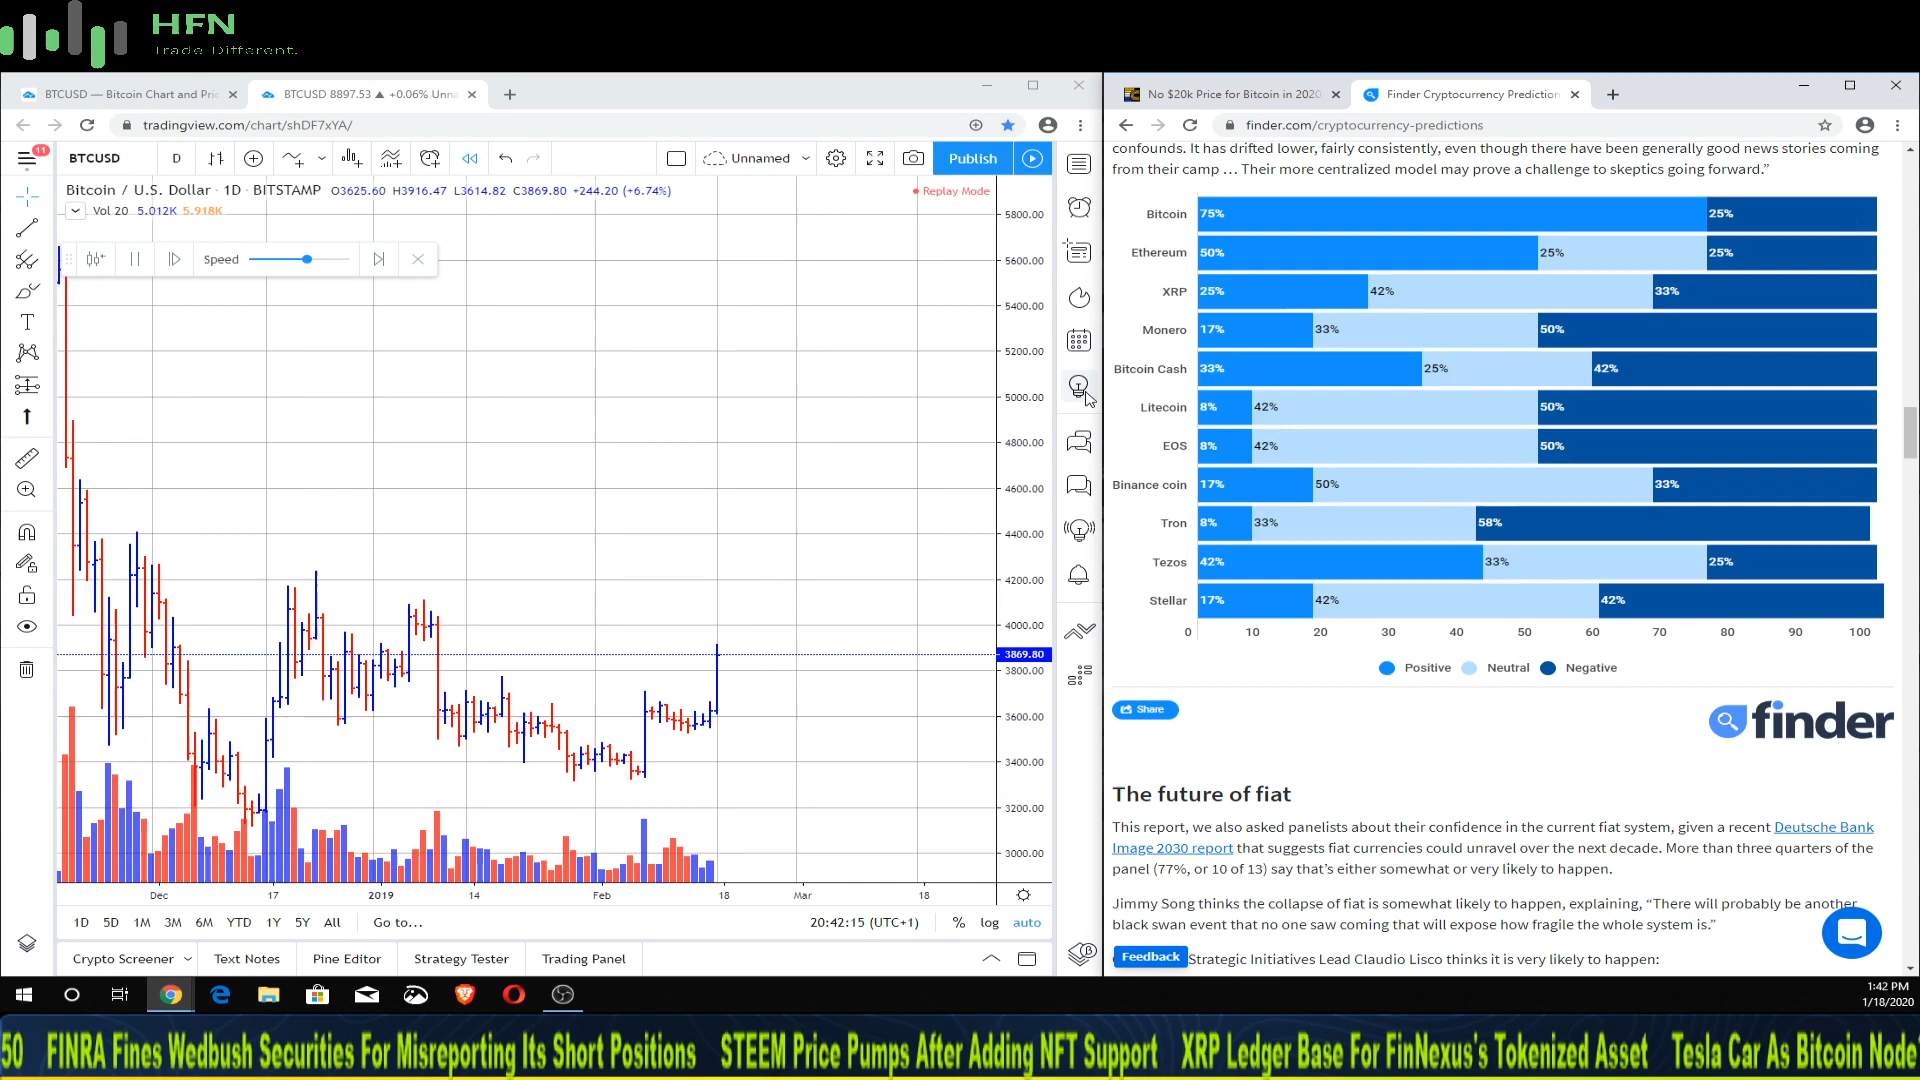 HFN
Trade Different.
BTCUSD — Bitcoin Chart and Pric
BTCUSD 8897.53 ▲ +0.06% Unna
tradingview.com/chart/shDF7xYA/
11
BTCUSD
D
Unnamed
Publish
Bitcoin / U.S. Dollar · 1D · BITSTAMP O3625.60 H3916.47 L3614.82 C3869.80 +244.20 (+6.74%)
Replay Mode
Vol 20 5.012K 5.918K
Speed
5800.00
5600.00
5400.00
5200.00
5000.00
4800.00
4600.00
4400.00
4200.00
4000.00
3869.80
3800.00
3600.00
3400.00
3200.00
3000.00
Dec 17 2019 14 Feb 18 Mar 18
1D 5D 1M 3M 6M YTD 1Y 5Y All Go to...
20:42:15 (UTC+1) % log auto
Crypto Screener Text Notes Pine Editor Strategy Tester Trading Panel
No $20k Price for Bitcoin in 2020
Finder Cryptocurrency Prediction
finder.com/cryptocurrency-predictions
confounds. It has drifted lower, fairly consistently, even though there have been generally good news stories coming
from their camp … Their more centralized model may prove a challenge to skeptics going forward.”
Bitcoin 75% 25%
Ethereum 50% 25% 25%
XRP 25% 42% 33%
Monero 17% 33% 50%
Bitcoin Cash 33% 25% 42%
Litecoin 8% 42% 50%
EOS 8% 42% 50%
Binance coin 17% 50% 33%
Tron 8% 33% 58%
Tezos 42% 33% 25%
Stellar 17% 42% 42%
0 10 20 30 40 50 60 70 80 90 100
Positive Neutral Negative
Share
finder
The future of fiat
This report, we also asked panelists about their confidence in the current fiat system, given a recent Deutsche Bank
Image 2030 report that suggests fiat currencies could unravel over the next decade. More than three quarters of the
panel (77%, or 10 of 13) say that’s either somewhat or very likely to happen.
Jimmy Song thinks the collapse of fiat is somewhat likely to happen, explaining, “There will probably be another
black swan event that no one saw coming that will expose how fragile the whole system is.”
Feedback
Strategic Initiatives Lead Claudio Lisco thinks it is very likely to happen:
1:42 PM
1/18/2020
50 FINRA Fines Wedbush Securities For Misreporting Its Short Positions STEEM Price Pumps After Adding NFT Support XRP Ledger Base For FinNexus's Tokenized Asset Tesla Car As Bitcoin Node